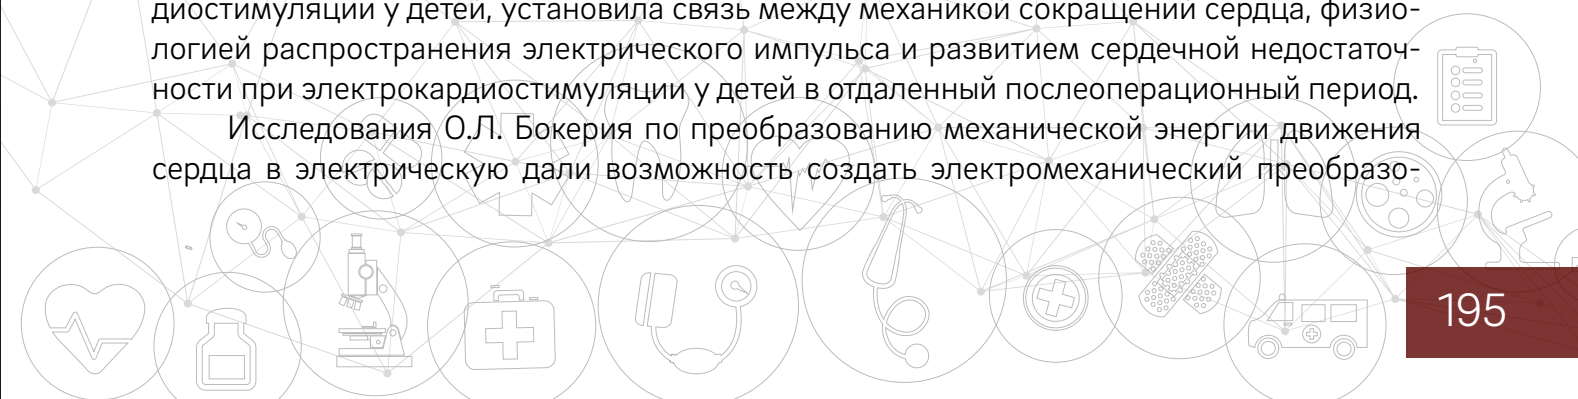 диостимуляции у детей, установила связь между механикой сокращений сердца, физио-
логией распространения электрического импульса и развитием сердечной недостаточ-
ности при электрокардиостимуляции у детей в отдаленный послеоперационный период.
Исследования О.Л. Бокерия по преобразованию механической энергии движения
сердца в электрическую дали возможность создать электромеханический преобразо-
195